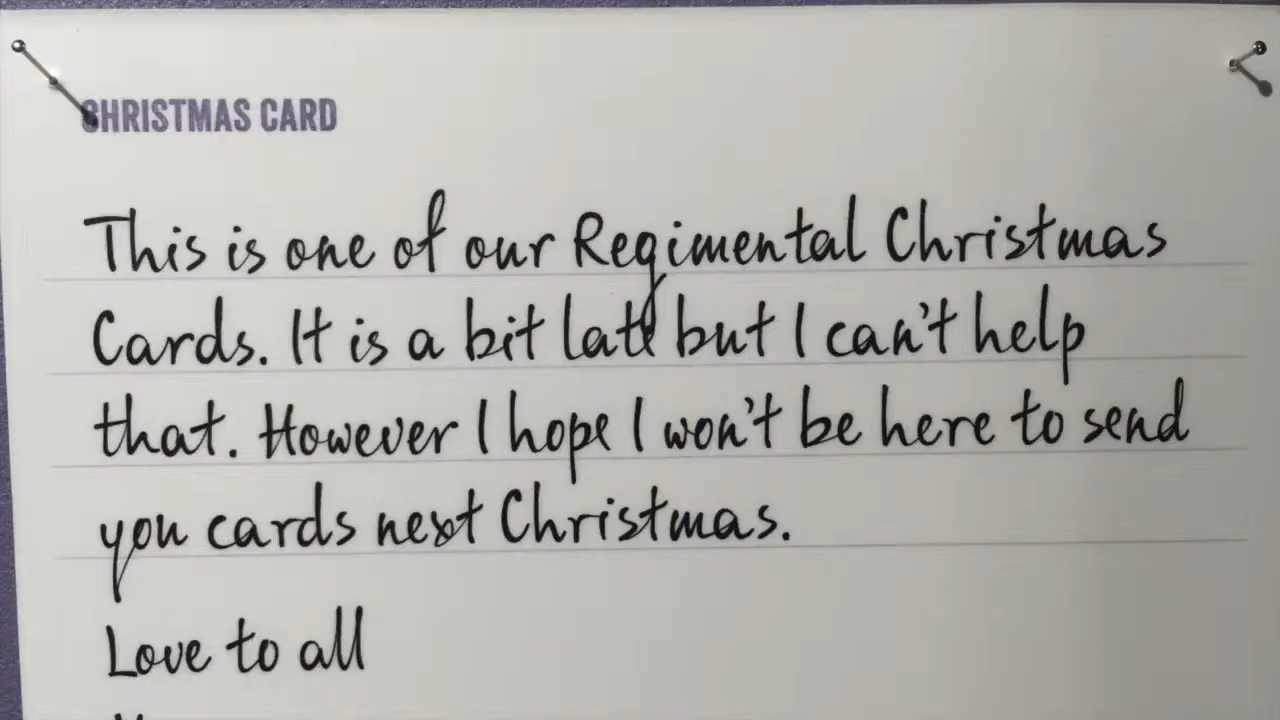 CHRISTMAS CARD
This is one of our Regimental Christmas
Cards. It is a bit late but I can't help
that. However I hope I won't be here to send
you cards next Christmas.
Love to all